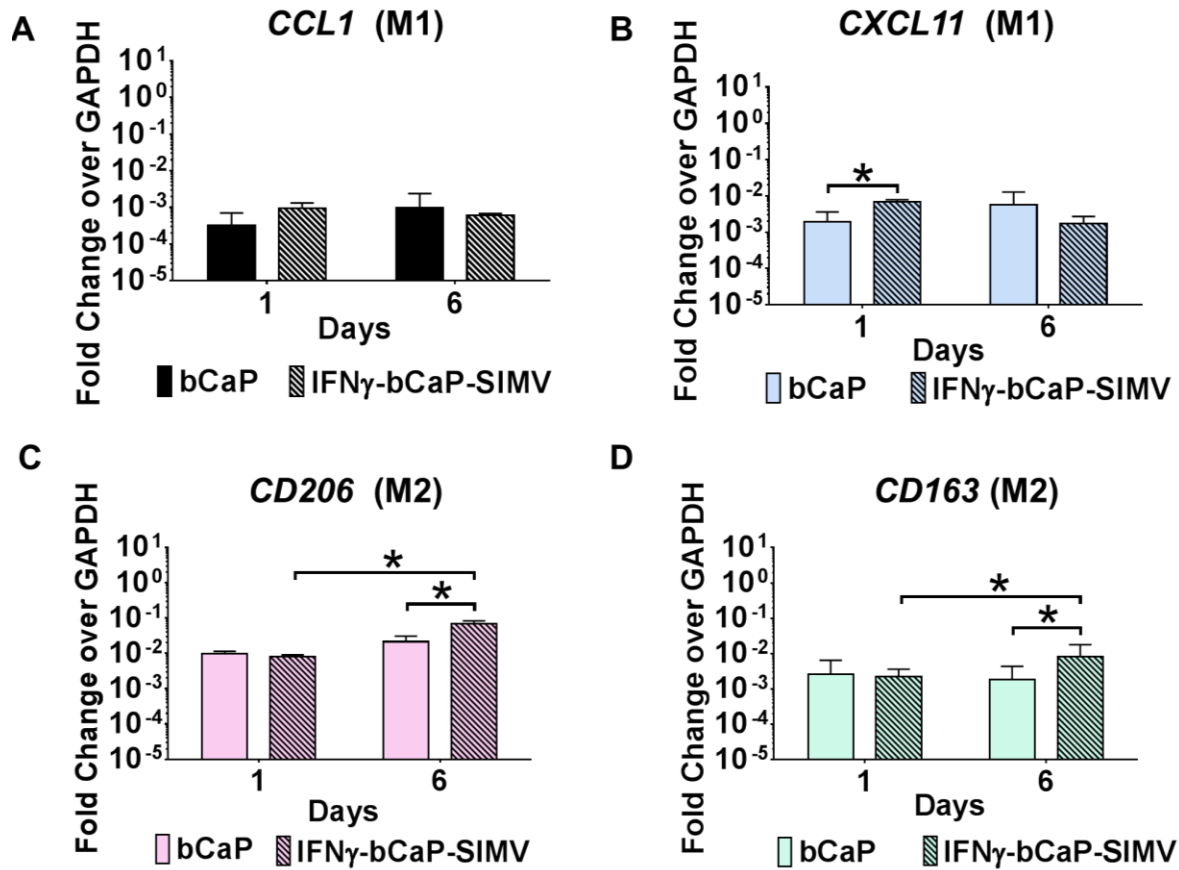 A
CCL1 (M1)
Fold Change over GAPDH
10^1
10^0
10^-1
10^-2
10^-3
10^-4
10^-5
*
1
6
Days
bCaP
IFNγ-bCaP-SIMV
B
CXCL11 (M1)
Fold Change over GAPDH
10^1
10^0
10^-1
10^-2
10^-3
10^-4
10^-5
*
1
6
Days
bCaP
IFNγ-bCaP-SIMV
C
CD206 (M2)
Fold Change over GAPDH
10^1
10^0
10^-1
10^-2
10^-3
10^-4
10^-5
*
*
1
6
Days
bCaP
IFNγ-bCaP-SIMV
D
CD163 (M2)
Fold Change over GAPDH
10^1
10^0
10^-1
10^-2
10^-3
10^-4
10^-5
*
*
1
6
Days
bCaP
IFNγ-bCaP-SIMV